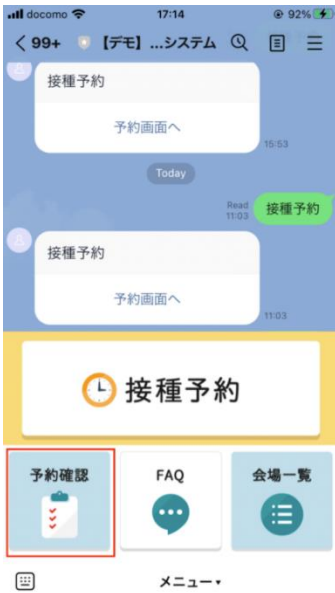 docomo 17:14 92%
99+ 【デモ】...システム
接種予約
予約画面へ
15:53
Today
Read
11:03
接種予約
接種予約
予約画面へ
11:03
接種予約
予約確認 FAQ 会場一覧
メニュー▾